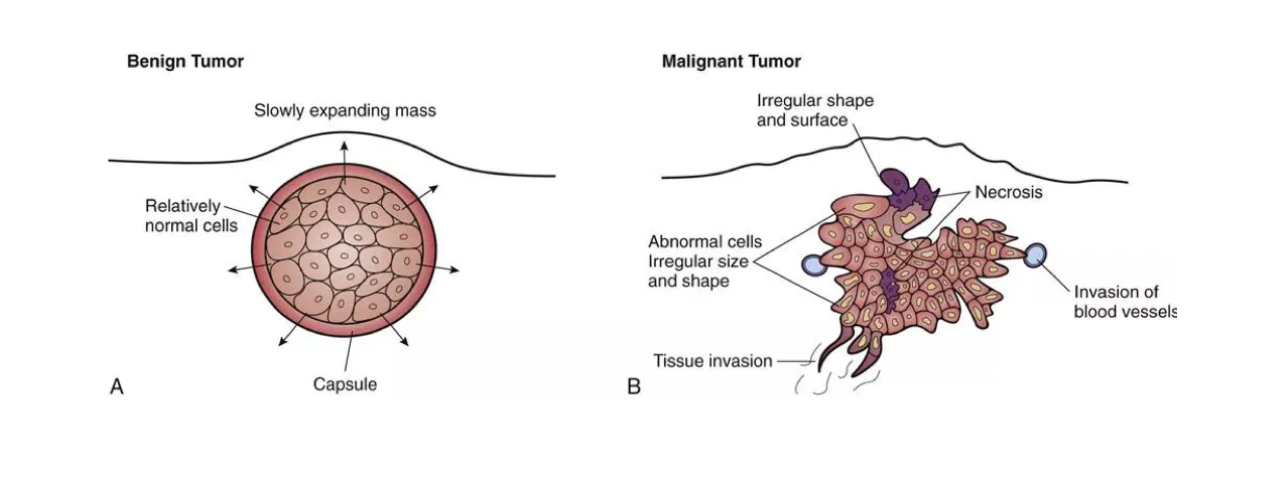 Benign Tumor
Slowly expanding mass
Relatively
normal cells
Capsule
A
Malignant Tumor
Irregular shape
and surface
Necrosis
Abnormal cells
Irregular size
and shape
Invasion of
blood vessels
Tissue invasion
B